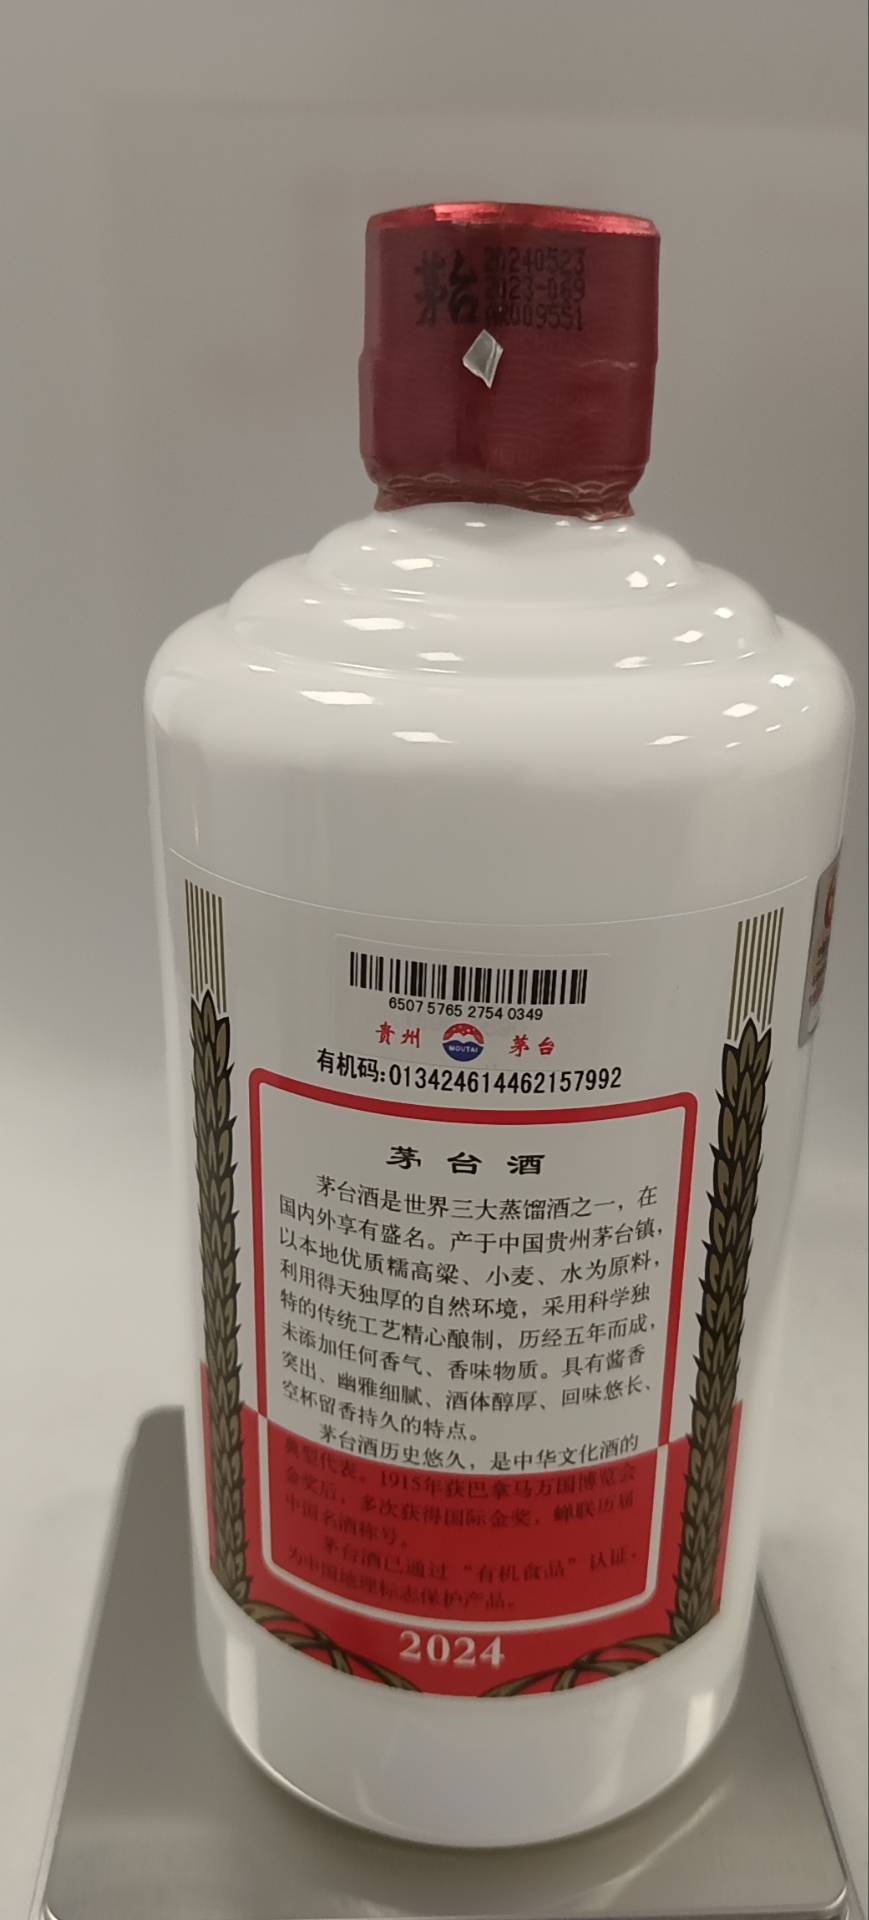 茅台
20240523
2023-089
AR009551
6507 5765 2754 0349
贵州 MOUTAI 茅台
有机码:013424614462157992
茅台酒
茅台酒是世界三大蒸馏酒之一，在
国内外享有盛名。产于中国贵州茅台镇，
以本地优质糯高粱、小麦、水为原料，
利用得天独厚的自然环境，采用科学独
特的传统工艺精心酿制，历经五年而成，
未添加任何香气、香味物质。具有酱香
突出、幽雅细腻、酒体醇厚、回味悠长、
空杯留香持久的特点。
茅台酒历史悠久，是中华文化酒的
典型代表。1915年获巴拿马万国博览会
金奖后，多次获得国际金奖，蝉联历届
中国名酒称号。
茅台酒已通过“有机食品”认证，
为中国地理标志保护产品。
2024